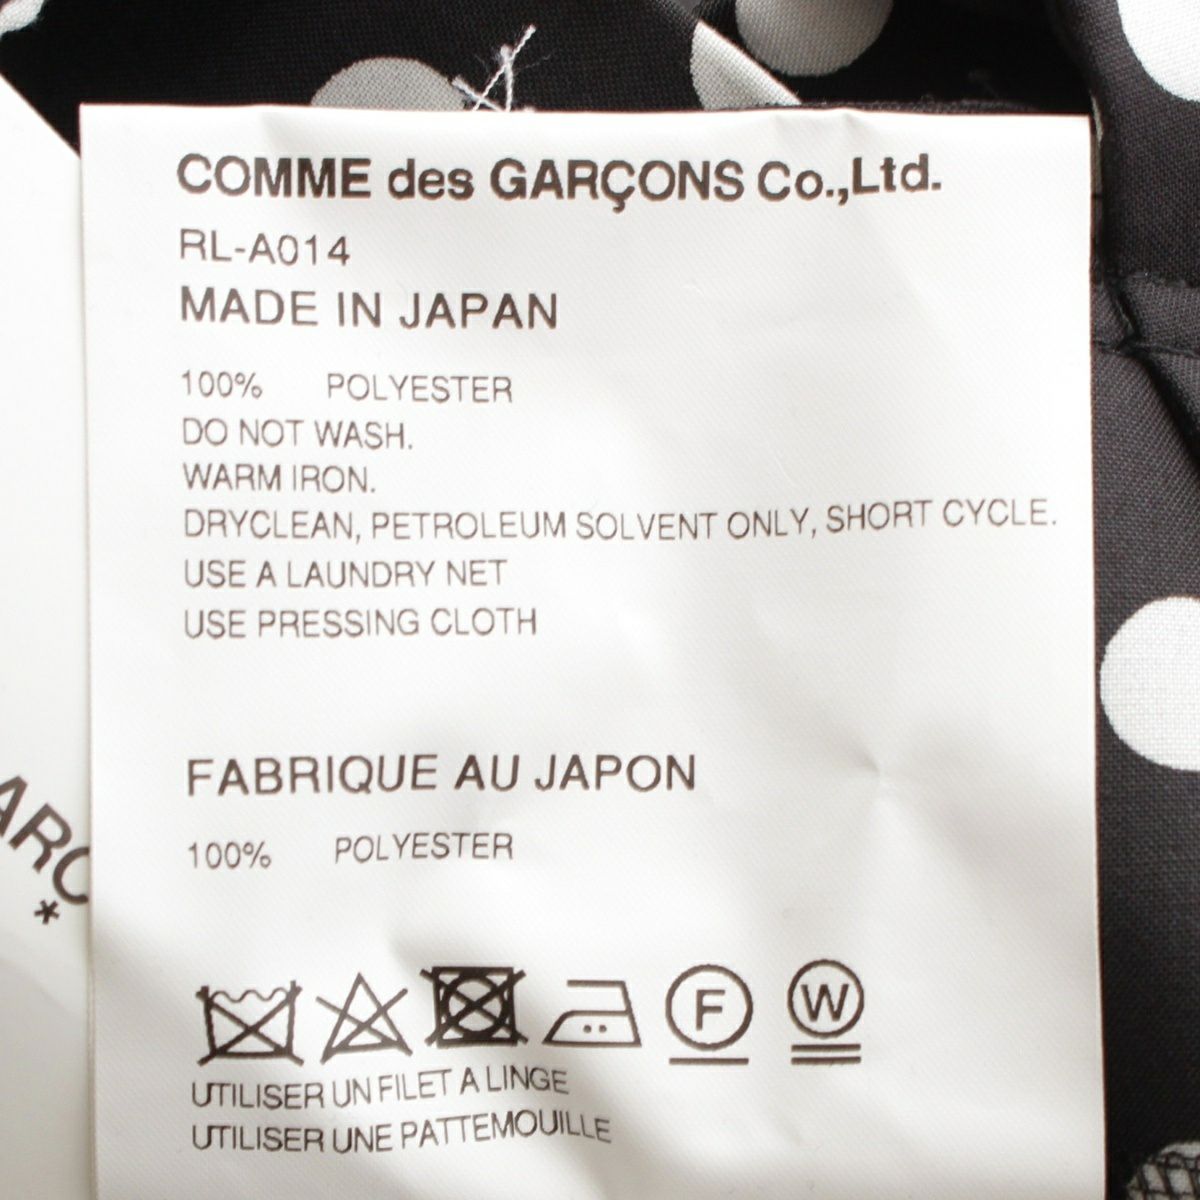 COMME des GARÇONS Co.,Ltd.
RL-A014
MADE IN JAPAN
100% POLYESTER
DO NOT WASH.
WARM IRON.
DRYCLEAN, PETROLEUM SOLVENT ONLY, SHORT CYCLE.
USE A LAUNDRY NET
USE PRESSING CLOTH
FABRIQUE AU JAPON
100% POLYESTER
F W
UTILISER UN FILET A LINGE
UTILISER UNE PATTEMOUILLE